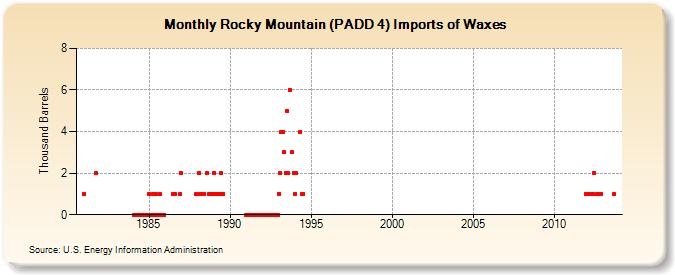 Monthly Rocky Mountain (PADD 4) Imports of Waxes
Thousand Barrels
8
6
4
2
0
1985 1990 1995 2000 2005 2010
Source: U.S. Energy Information Administration